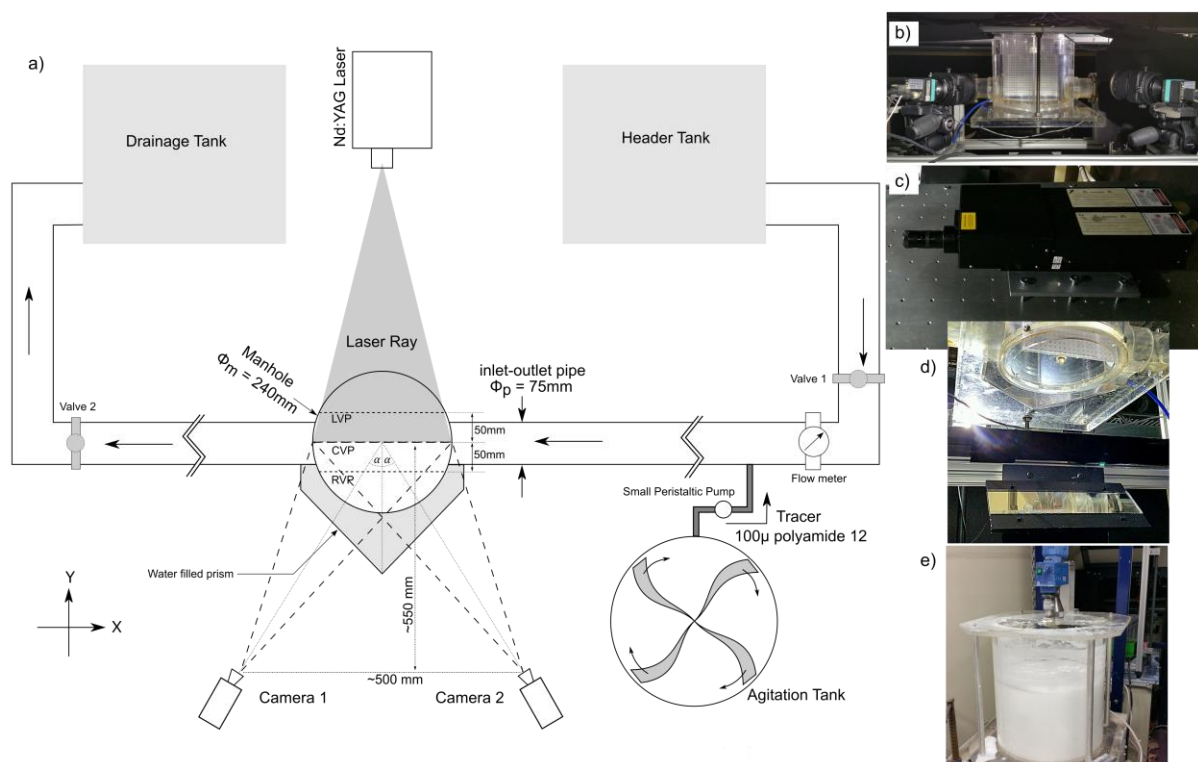 a)
Nd:YAG Laser
Drainage Tank
Header Tank
Laser Ray
Manhole
Φm = 240mm
inlet-outlet pipe
Φp = 75mm
Valve 1
Valve 2
LVP
50mm
CVP
50mm
α α
RVP
Flow meter
Small Peristaltic Pump
Tracer
100μ polyamide 12
Water filled prism
~550 mm
Y
X
~500 mm
Camera 1
Camera 2
Agitation Tank
b)
c)
d)
e)